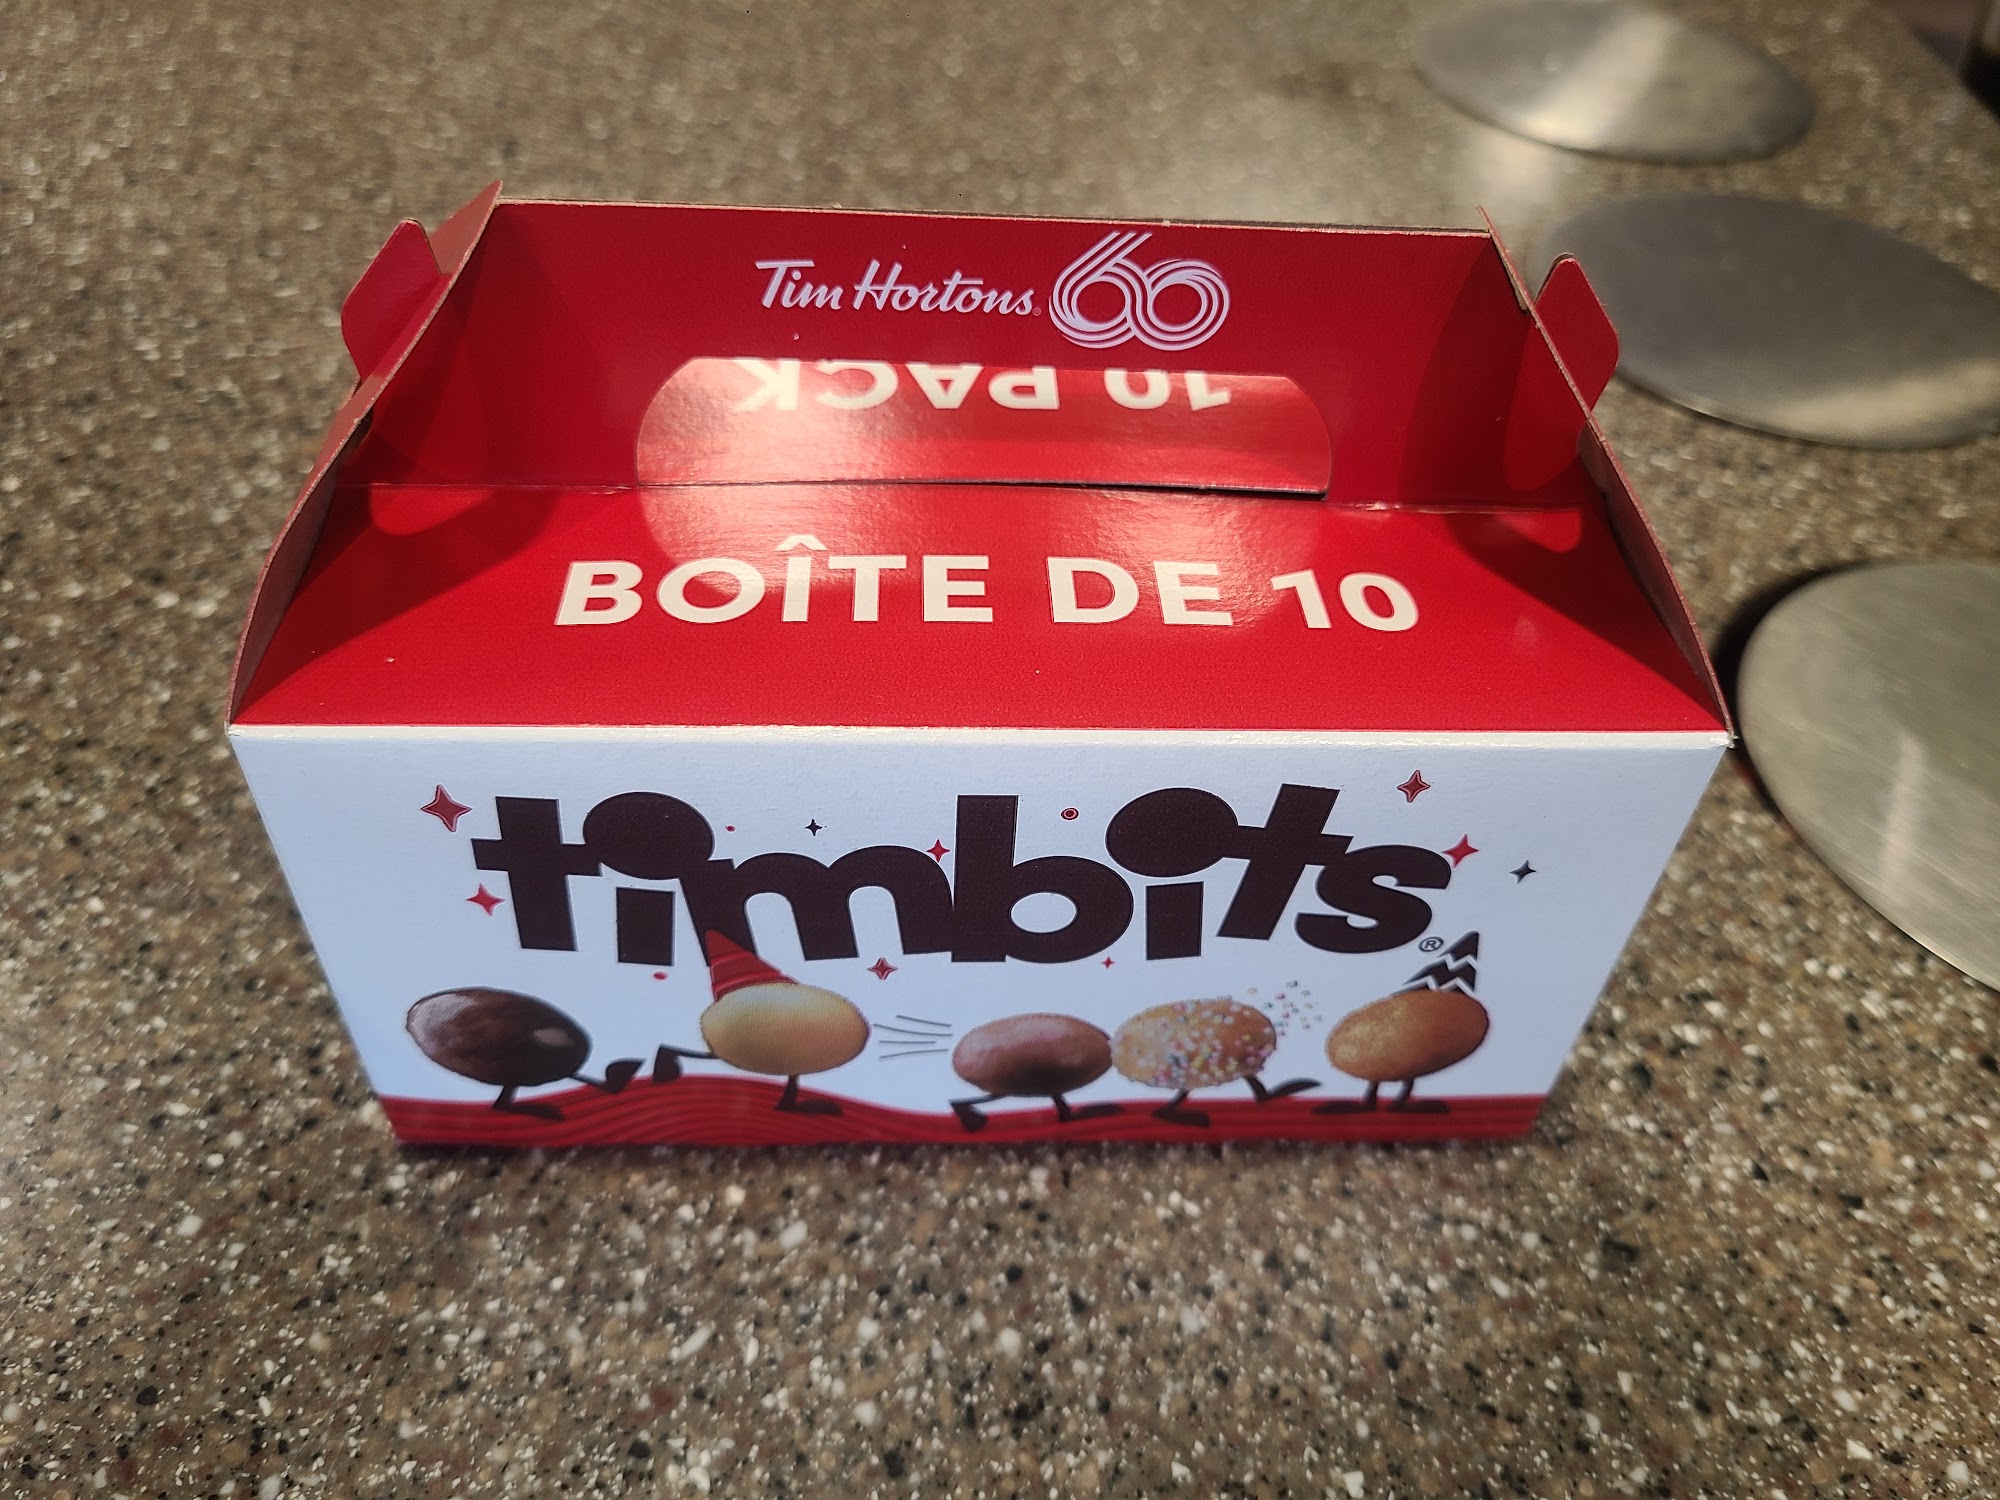 Tim Hortons® 60
10 PACK
BOÎTE DE 10
timbits®